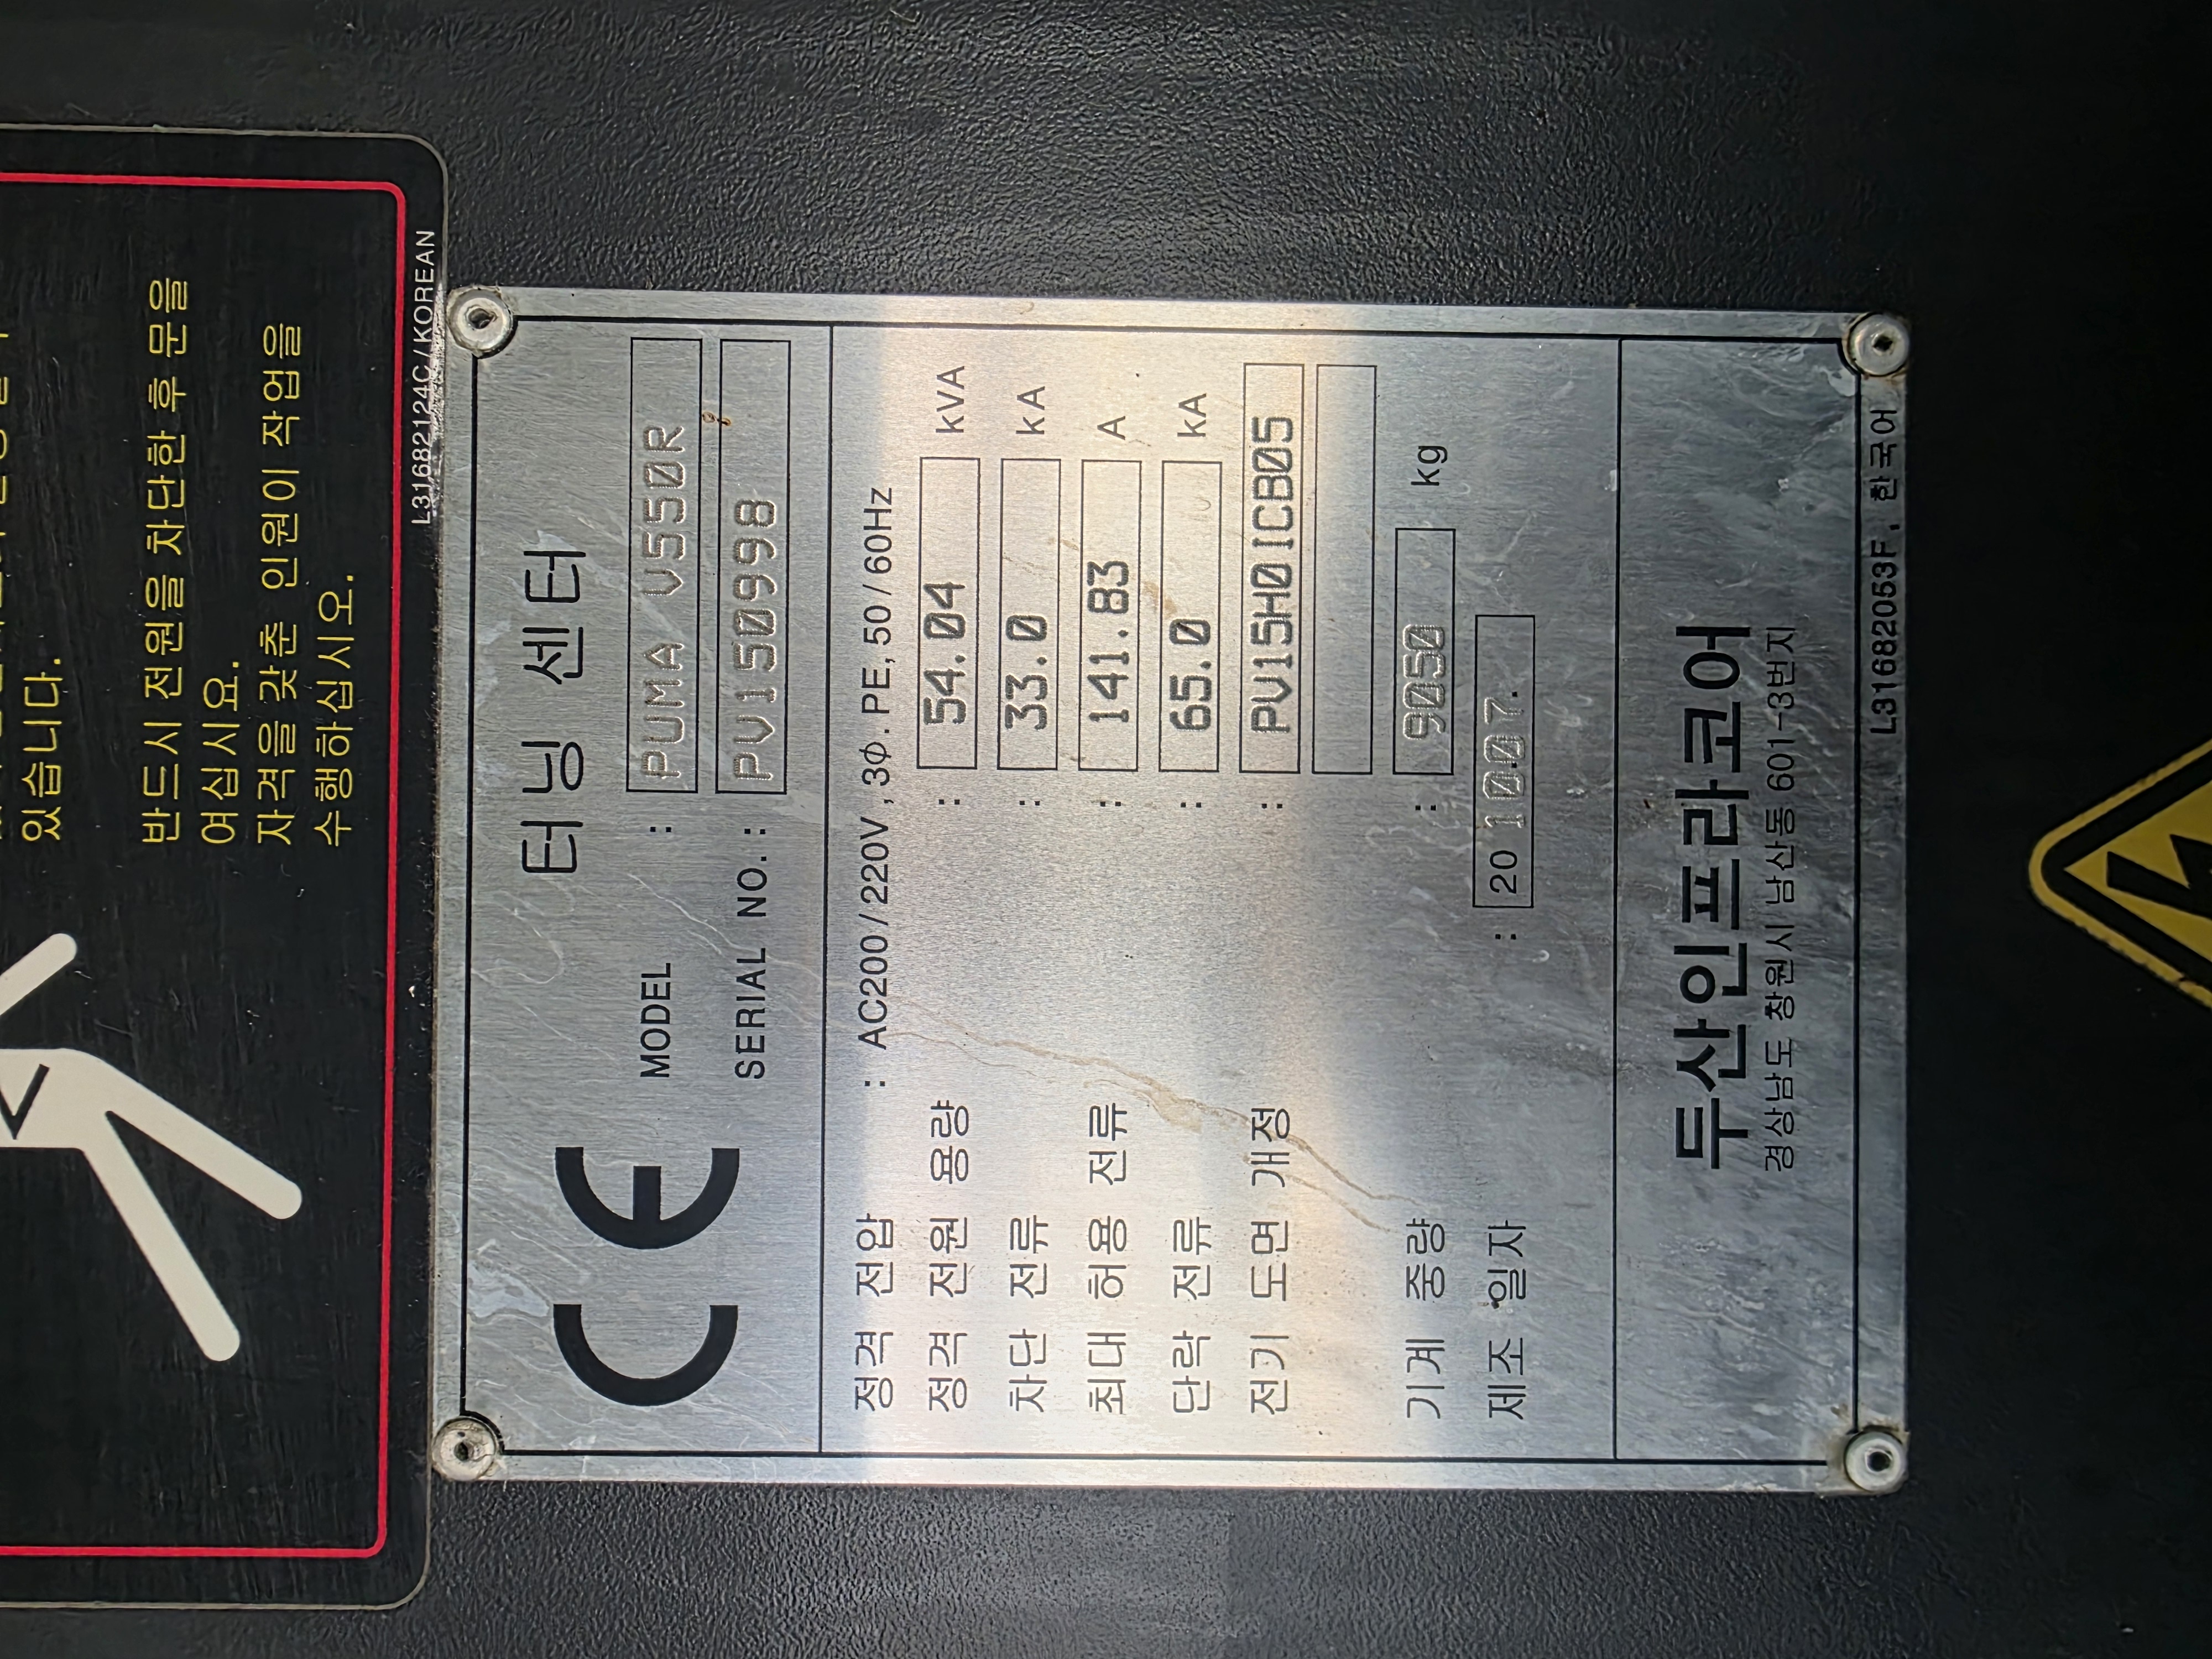 있습니다.
반드시 전원을 차단한 후 문을
여십시요.
자격을 갖춘 인원이 작업을
수행하십시오.
L31682124C/KOREAN
터닝 센터
CE
MODEL : PUMA V550R
SERIAL NO. : PV150998
정격 전압 : AC200/220V, 3Φ. PE, 50/60Hz
정격 전원 용량 : 54.04 kVA
차단 전류 : 33.0 kA
최대 허용 전류 : 141.83 A
단락 전류 : 65.0 kA
전기 도면 개정 : PV15H0ICB05
기계 중량 : 9050 kg
제조 일자 : 20 10.07.
두산인프라코어
경상남도 창원시 남산동 601-3번지
L31682053F, 한국어